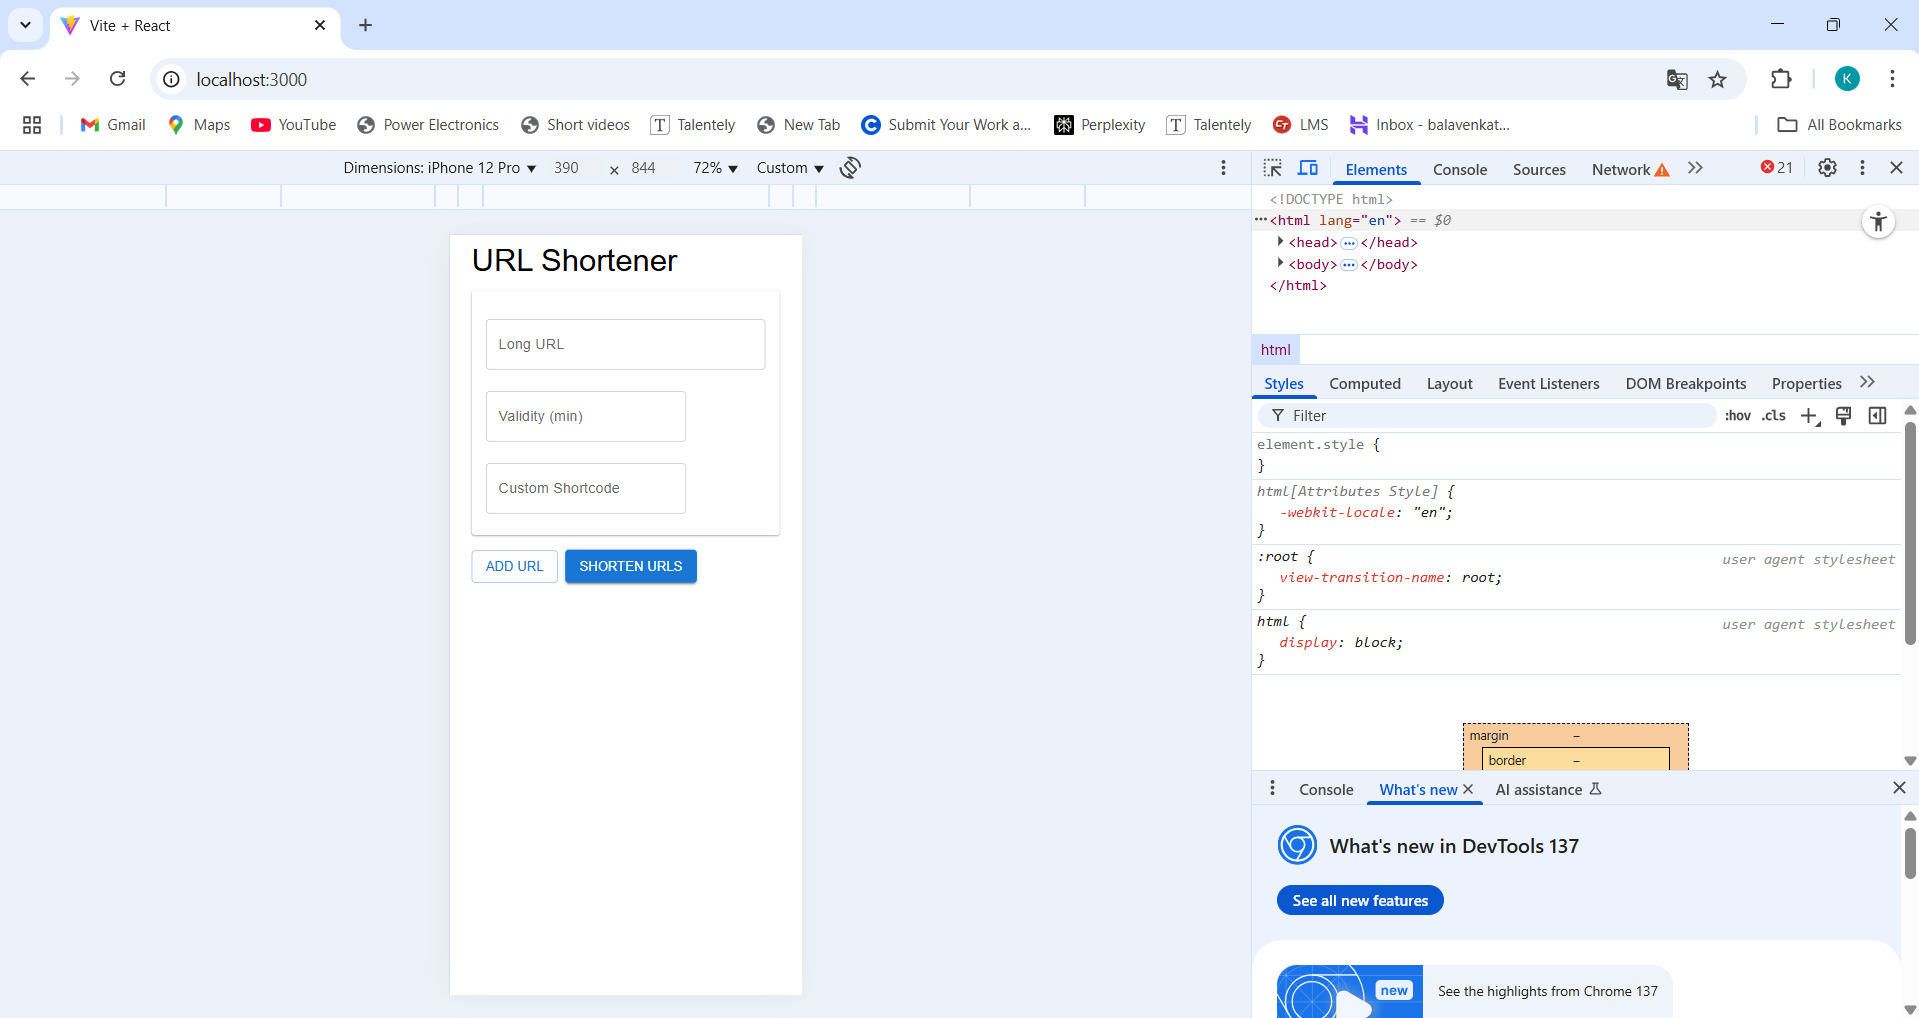 Vite + React
localhost:3000
Gmail
Maps
YouTube
Power Electronics
Short videos
T Talentely
New Tab
Submit Your Work a...
Perplexity
T Talentely
LMS
Inbox - balavenkat...
All Bookmarks
K
Dimensions: iPhone 12 Pro ▼ 390 × 844 72% ▼ Custom ▼
URL Shortener
Long URL
Validity (min)
Custom Shortcode
ADD URL
SHORTEN URLS
Elements Console Sources Network 21
<!DOCTYPE html>
<html lang="en"> == $0
<head> ... </head>
<body> ... </body>
</html>
html
Styles Computed Layout Event Listeners DOM Breakpoints Properties
Filter :hov .cls
element.style {
}
html[Attributes Style] {
-webkit-locale: "en";
}
:root { user agent stylesheet
view-transition-name: root;
}
html { user agent stylesheet
display: block;
}
margin –
border –
Console What's new AI assistance
What's new in DevTools 137
See all new features
new
See the highlights from Chrome 137